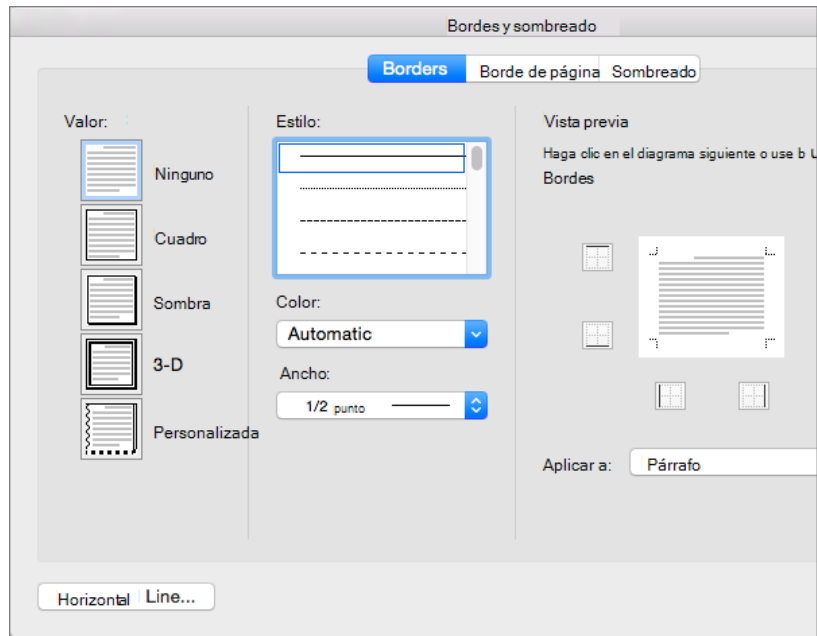 Bordes y sombreado
Borders Borde de página Sombreado
Valor:
Ninguno
Cuadro
Sombra
3-D
Personalizada
Estilo:
Color:
Automatic
Ancho:
1/2 punto
Vista previa
Haga clic en el diagrama siguiente o use b
Bordes
Aplicar a: Párrafo
Horizontal Line...